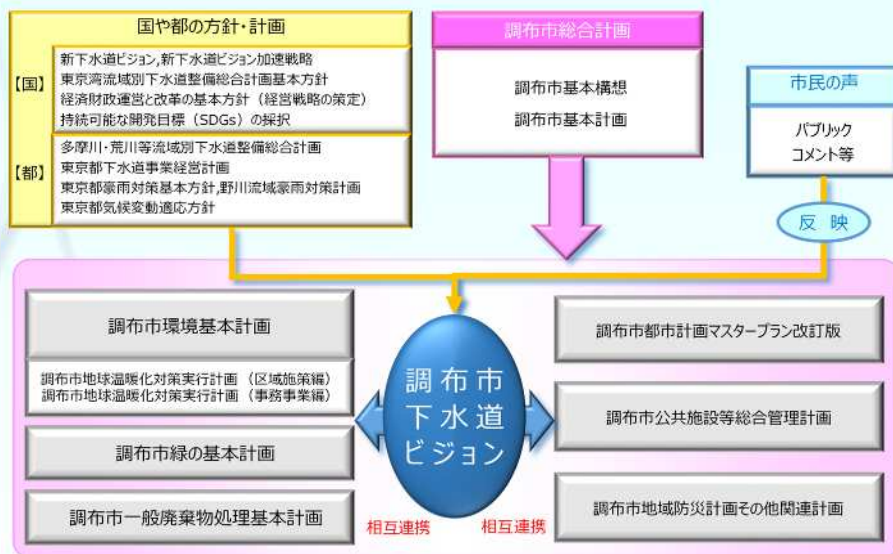 国や都の方針・計画
【国】
新下水道ビジョン,新下水道ビジョン加速戦略
東京湾流域別下水道整備総合計画基本方針
経済財政運営と改革の基本方針（経営戦略の策定）
持続可能な開発目標（SDGs）の採択
【都】
多摩川・荒川等流域別下水道整備総合計画
東京都下水道事業経営計画
東京都豪雨対策基本方針,野川流域豪雨対策計画
東京都気候変動適応方針
調布市総合計画
調布市基本構想
調布市基本計画
市民の声
パブリック
コメント等
反 映
調布市環境基本計画
調布市地球温暖化対策実行計画（区域施策編）
調布市地球温暖化対策実行計画（事務事業編）
調布市緑の基本計画
調布市一般廃棄物処理基本計画
調布市
下水道
ビジョン
相互連携
相互連携
調布市都市計画マスタープラン改訂版
調布市公共施設等総合管理計画
調布市地域防災計画その他関連計画